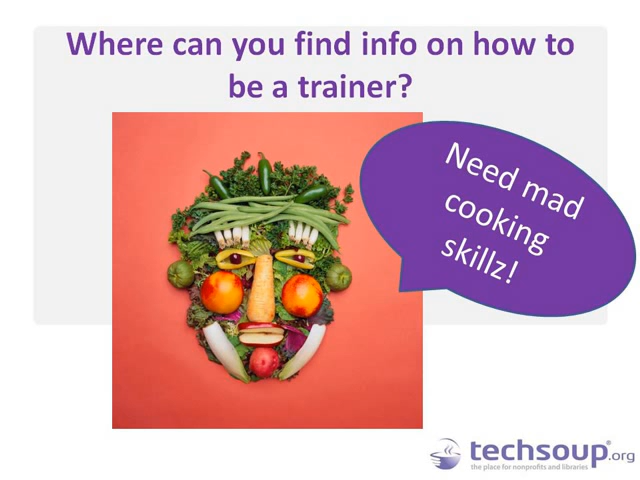 Where can you find info on how to
be a trainer?
Need mad
cooking
skillz!
techsoup®.org
the place for nonprofits and libraries